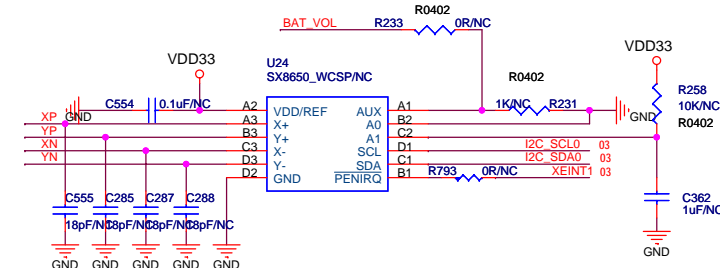 R0402
BAT_VOL R233 0R/NC
VDD33 U24 VDD33
SX8650_WCSP/NC
R0402 R258
C554 0.1uF/NC A2 VDD/REF AUX A1 1K/NC R231 10K/NC
XP GND A3 X+ A0 B2 GND R0402
YP B3 Y+ A1 C2
XN C3 X- SCL D1 I2C_SCL0 03
YN D3 Y- SDA C1 I2C_SDA0 03
D2 GND PENIRQ B1 R793 0R/NC XEINT1 03
C555 C285 C287 C288 C362
18pF/NC 18pF/NC 18pF/NC 18pF/NC 1uF/NC
GND GND GND GND GND GND